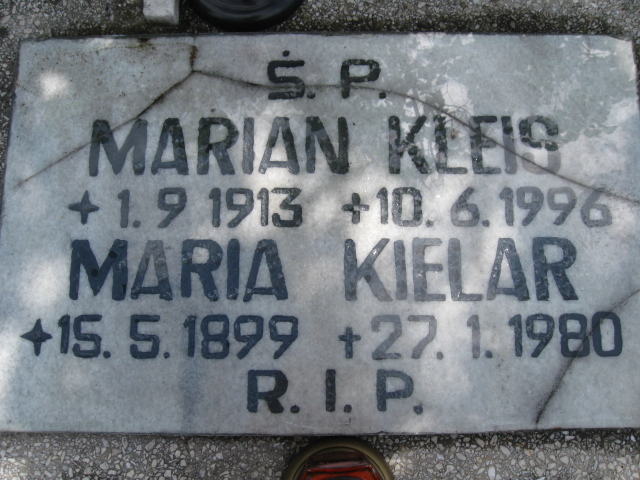 Ś. P.
MARIAN KLEIS
✦ 1. 9 1913 ✝10. 6. 1996
MARIA KIELAR
✦15. 5. 1899 ✝27. 1. 1980
R. I. P.